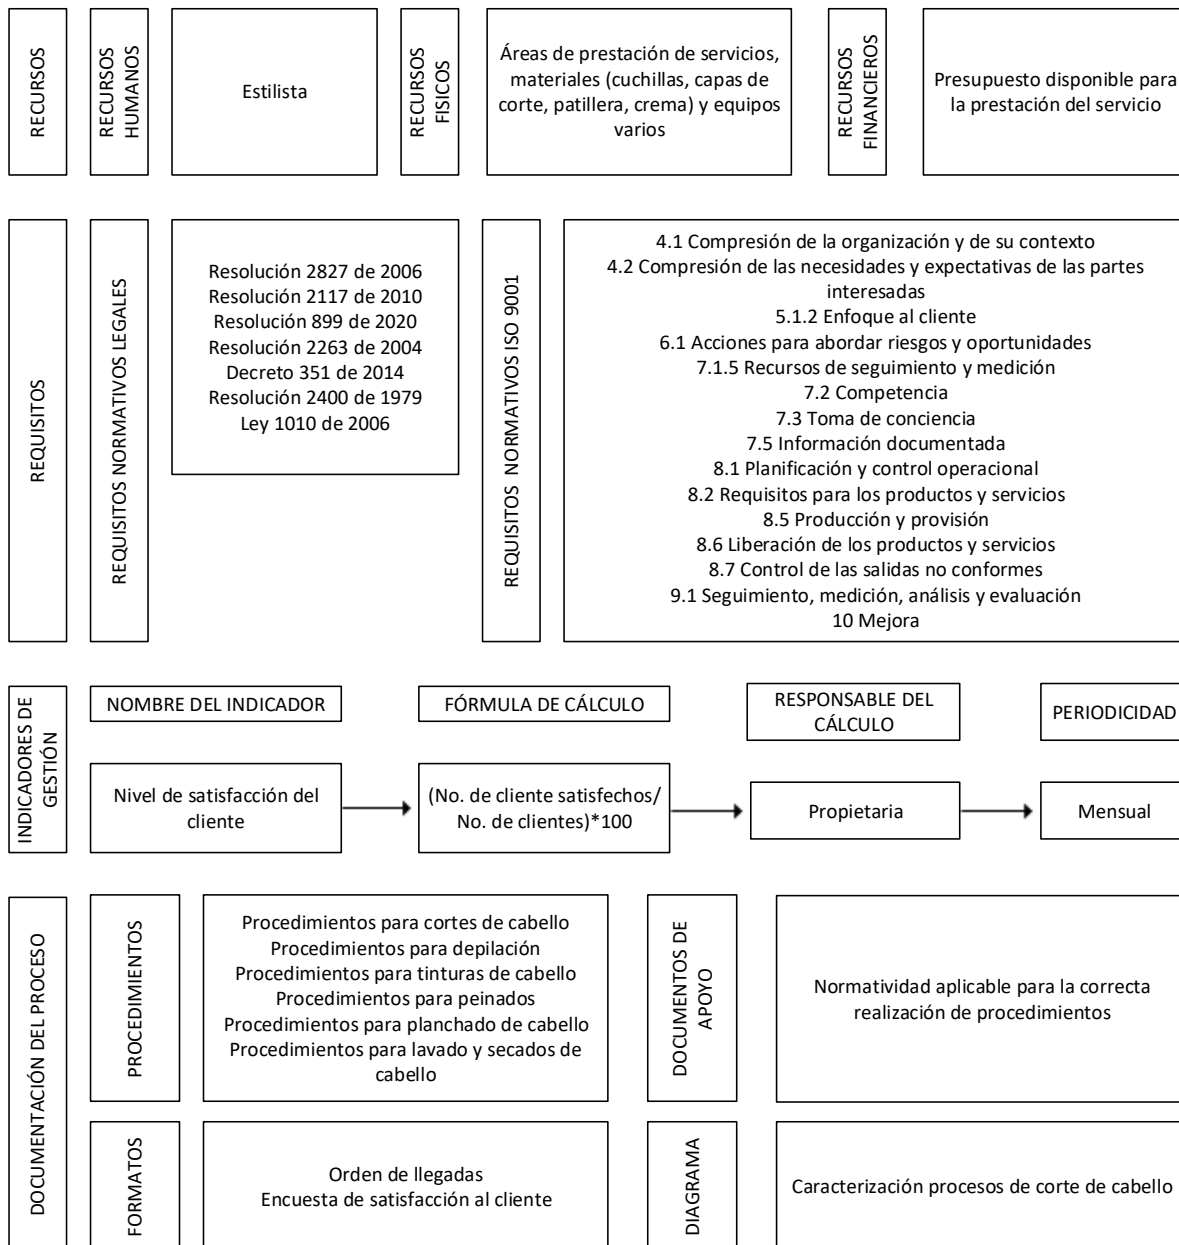 RECURSOS
RECURSOS
HUMANOS
Estilista
RECURSOS
FISICOS
Áreas de prestación de servicios,
materiales (cuchillas, capas de
corte, patillera, crema) y equipos
varios
RECURSOS
FINANCIEROS
Presupuesto disponible para
la prestación del servicio
REQUISITOS
REQUISITOS NORMATIVOS LEGALES
Resolución 2827 de 2006
Resolución 2117 de 2010
Resolución 899 de 2020
Resolución 2263 de 2004
Decreto 351 de 2014
Resolución 2400 de 1979
Ley 1010 de 2006
REQUISITOS NORMATIVOS ISO 9001
4.1 Compresión de la organización y de su contexto
4.2 Compresión de las necesidades y expectativas de las partes
interesadas
5.1.2 Enfoque al cliente
6.1 Acciones para abordar riesgos y oportunidades
7.1.5 Recursos de seguimiento y medición
7.2 Competencia
7.3 Toma de conciencia
7.5 Información documentada
8.1 Planificación y control operacional
8.2 Requisitos para los productos y servicios
8.5 Producción y provisión
8.6 Liberación de los productos y servicios
8.7 Control de las salidas no conformes
9.1 Seguimiento, medición, análisis y evaluación
10 Mejora
INDICADORES DE
GESTIÓN
NOMBRE DEL INDICADOR
FÓRMULA DE CÁLCULO
RESPONSABLE DEL
CÁLCULO
PERIODICIDAD
Nivel de satisfacción del
cliente
(No. de cliente satisfechos/
No. de clientes)*100
Propietaria
Mensual
DOCUMENTACIÓN DEL PROCESO
PROCEDIMIENTOS
Procedimientos para cortes de cabello
Procedimientos para depilación
Procedimientos para tinturas de cabello
Procedimientos para peinados
Procedimientos para planchado de cabello
Procedimientos para lavado y secados de
cabello
DOCUMENTOS DE
APOYO
Normatividad aplicable para la correcta
realización de procedimientos
FORMATOS
Orden de llegadas
Encuesta de satisfacción al cliente
DIAGRAMA
Caracterización procesos de corte de cabello